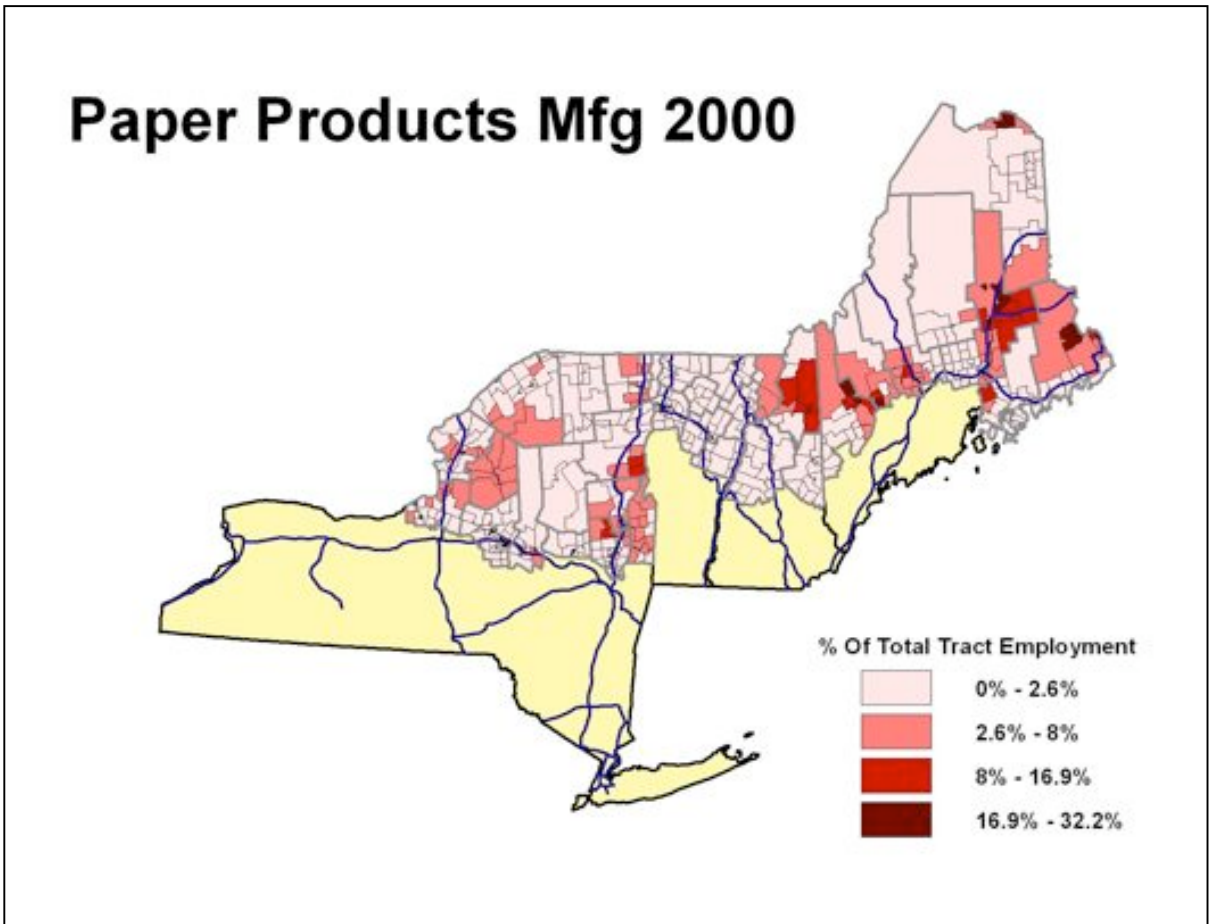 Paper Products Mfg 2000
% Of Total Tract Employment
0% - 2.6%
2.6% - 8%
8% - 16.9%
16.9% - 32.2%